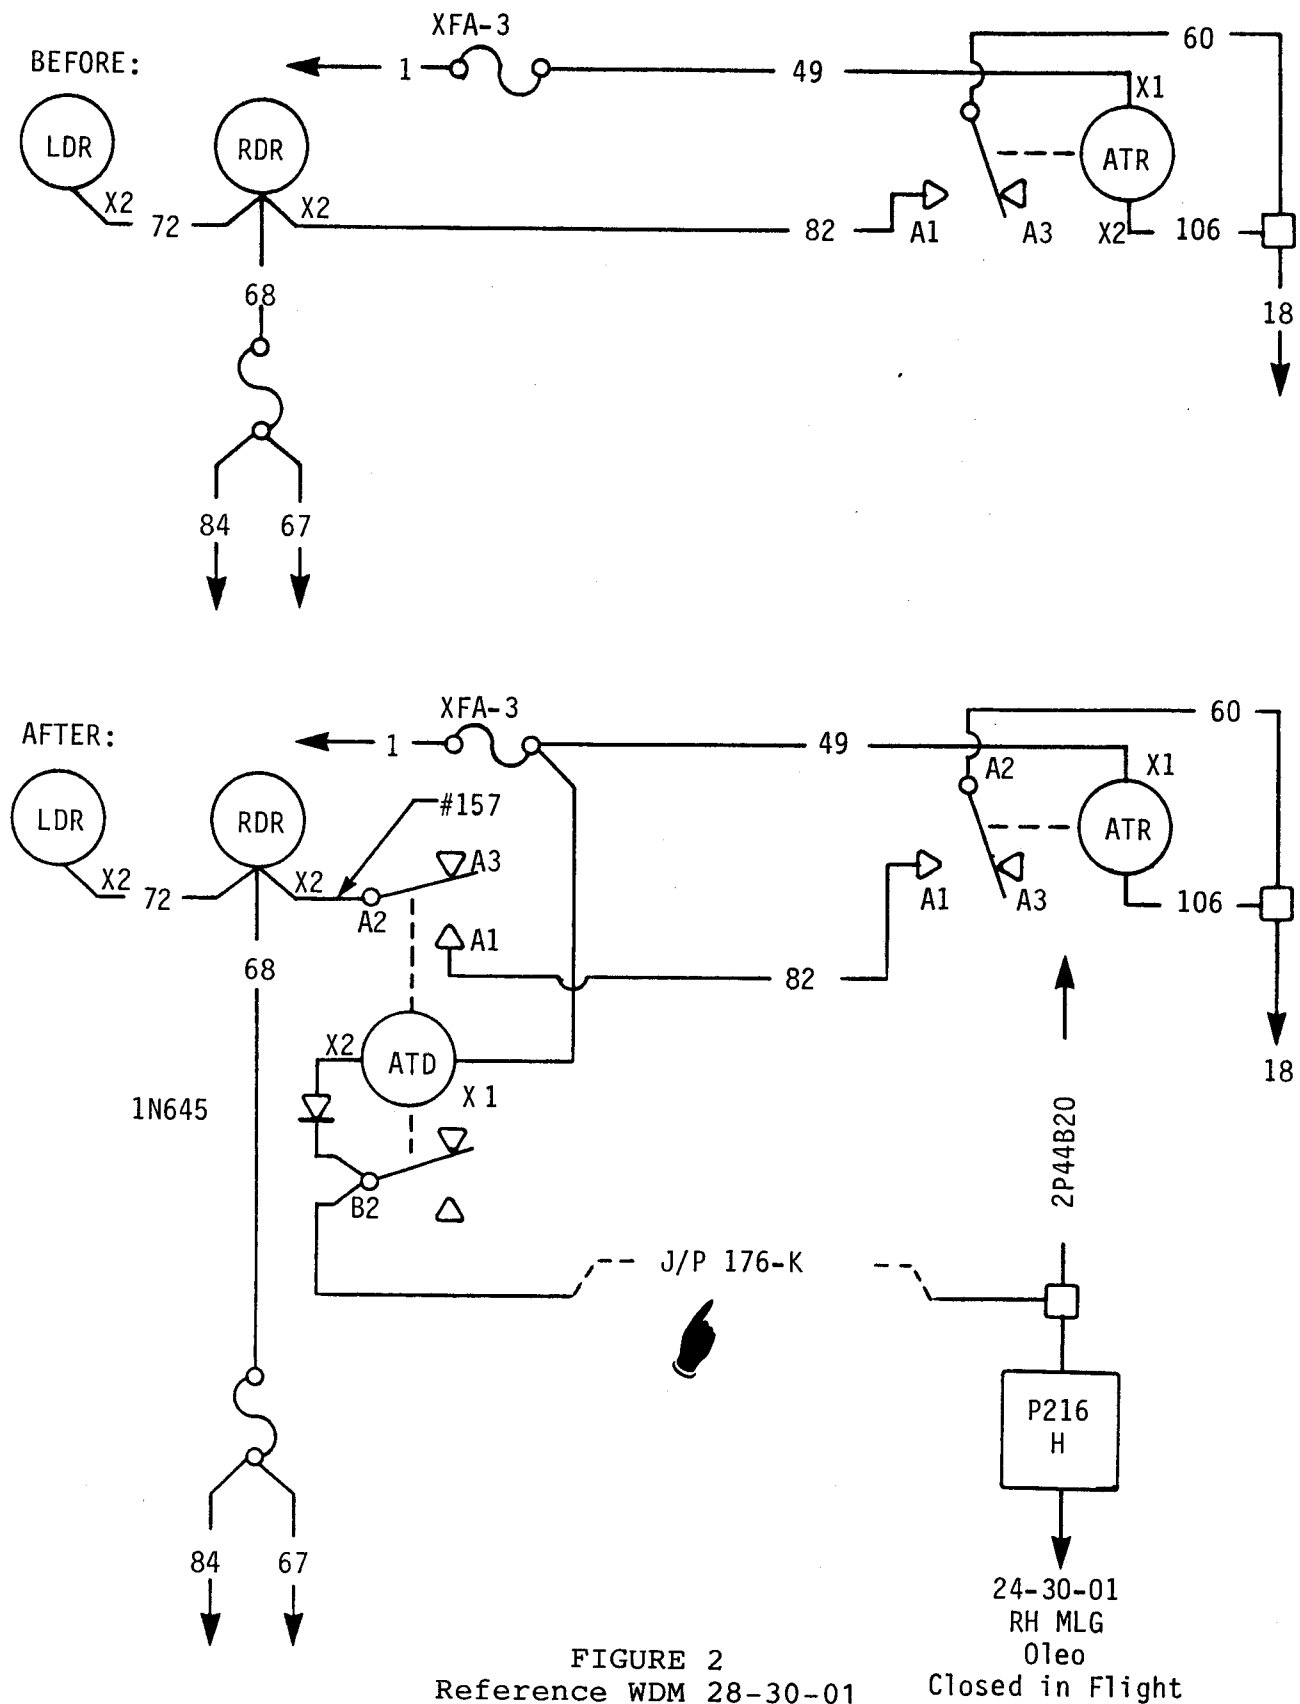 XFA-3
BEFORE:
1
49
60
X1
LDR
RDR
ATR
X2
72
X2
82
A1
A3
X2
106
68
18
84
67
XFA-3
AFTER:
1
49
60
A2
X1
#157
LDR
RDR
ATR
A3
X2
72
X2
A2
A1
A3
106
A1
68
82
X2
ATD
X1
18
1N645
2P44B20
B2
J/P 176-K
P216
H
84
67
24-30-01
RH MLG
Oleo
Closed in Flight
FIGURE 2
Reference WDM 28-30-01